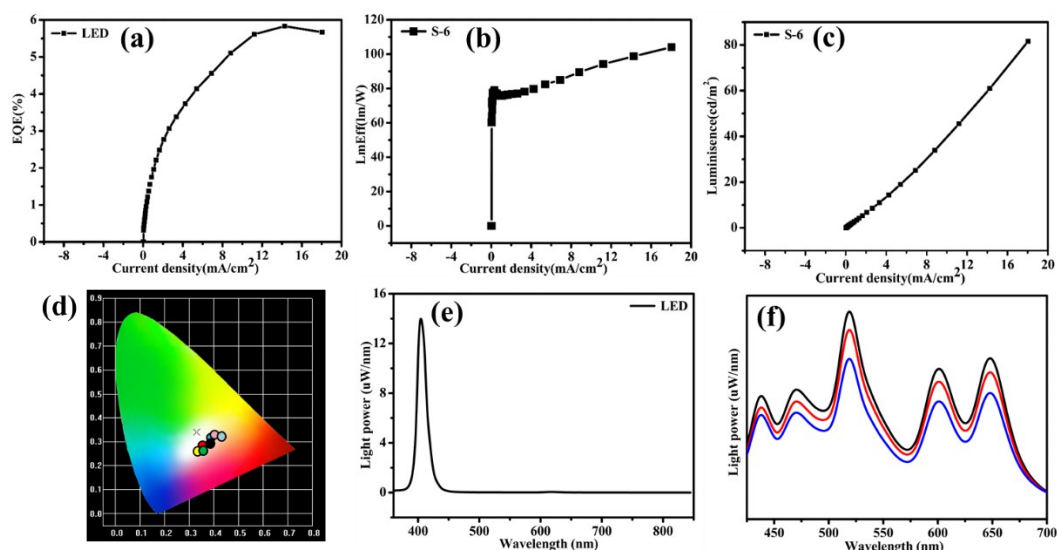 (a)
LED
EQE(%)
6
5
4
3
2
1
0
-8 -4 0 4 8 12 16 20
Current density(mA/cm²)
(b)
S-6
LmEff(lm/W)
120
100
80
60
40
20
0
-8 -4 0 4 8 12 16 20
Current density(mA/cm²)
(c)
S-6
Luminisence(cd/m²)
80
60
40
20
0
-8 -4 0 4 8 12 16 20
Current density(mA/cm²)
(d)
0.9
0.8
0.7
0.6
0.5
0.4
0.3
0.2
0.1
0.0
0.0 0.1 0.2 0.3 0.4 0.5 0.6 0.7 0.8
(e)
LED
Light power (uW/nm)
16
12
8
4
0
400 500 600 700 800
Wavelength (nm)
(f)
Light power (uW/nm)
450 500 550 600 650 700
Wavelength (nm)